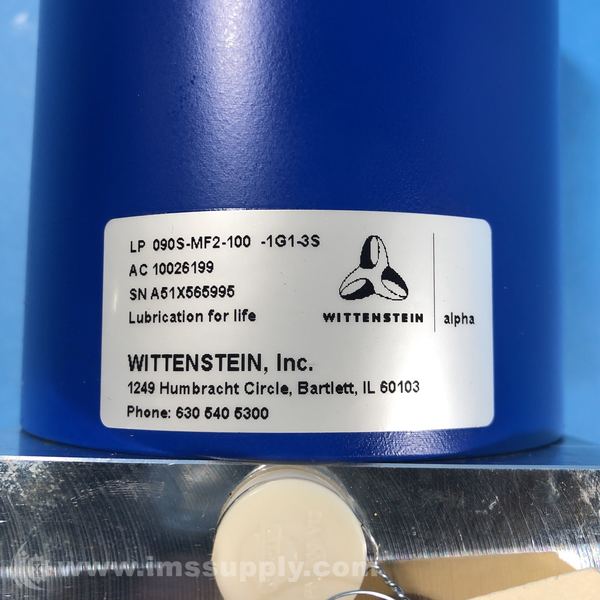 LP 090S-MF2-100 -1G1-3S
AC 10026199
SN A51X565995
Lubrication for life
WITTENSTEIN alpha
WITTENSTEIN, Inc.
1249 Humbracht Circle, Bartlett, IL 60103
Phone: 630 540 5300
www.imssupply.com